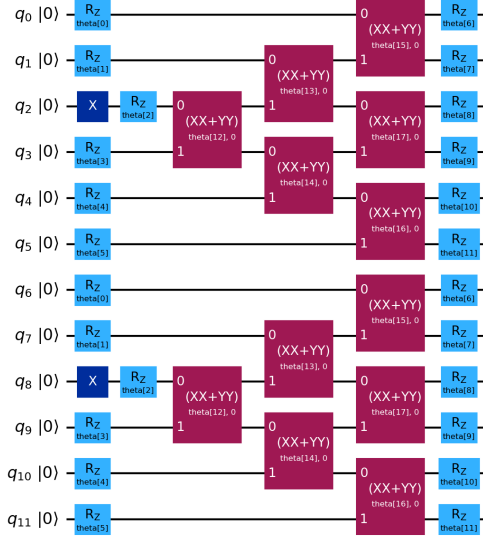 q0 |0⟩ RZ theta[0] 0 (XX+YY) theta[15], 0 1 RZ theta[6]
q1 |0⟩ RZ theta[1] 0 (XX+YY) theta[13], 0 1 RZ theta[7]
q2 |0⟩ X RZ theta[2] 0 (XX+YY) theta[12], 0 1 0 (XX+YY) theta[17], 0 1 RZ theta[8]
q3 |0⟩ RZ theta[3] 0 (XX+YY) theta[14], 0 1 RZ theta[9]
q4 |0⟩ RZ theta[4] 0 (XX+YY) theta[16], 0 1 RZ theta[10]
q5 |0⟩ RZ theta[5] RZ theta[11]
q6 |0⟩ RZ theta[0] 0 (XX+YY) theta[15], 0 1 RZ theta[6]
q7 |0⟩ RZ theta[1] 0 (XX+YY) theta[13], 0 1 RZ theta[7]
q8 |0⟩ X RZ theta[2] 0 (XX+YY) theta[12], 0 1 0 (XX+YY) theta[17], 0 1 RZ theta[8]
q9 |0⟩ RZ theta[3] 0 (XX+YY) theta[14], 0 1 RZ theta[9]
q10 |0⟩ RZ theta[4] 0 (XX+YY) theta[16], 0 1 RZ theta[10]
q11 |0⟩ RZ theta[5] RZ theta[11]